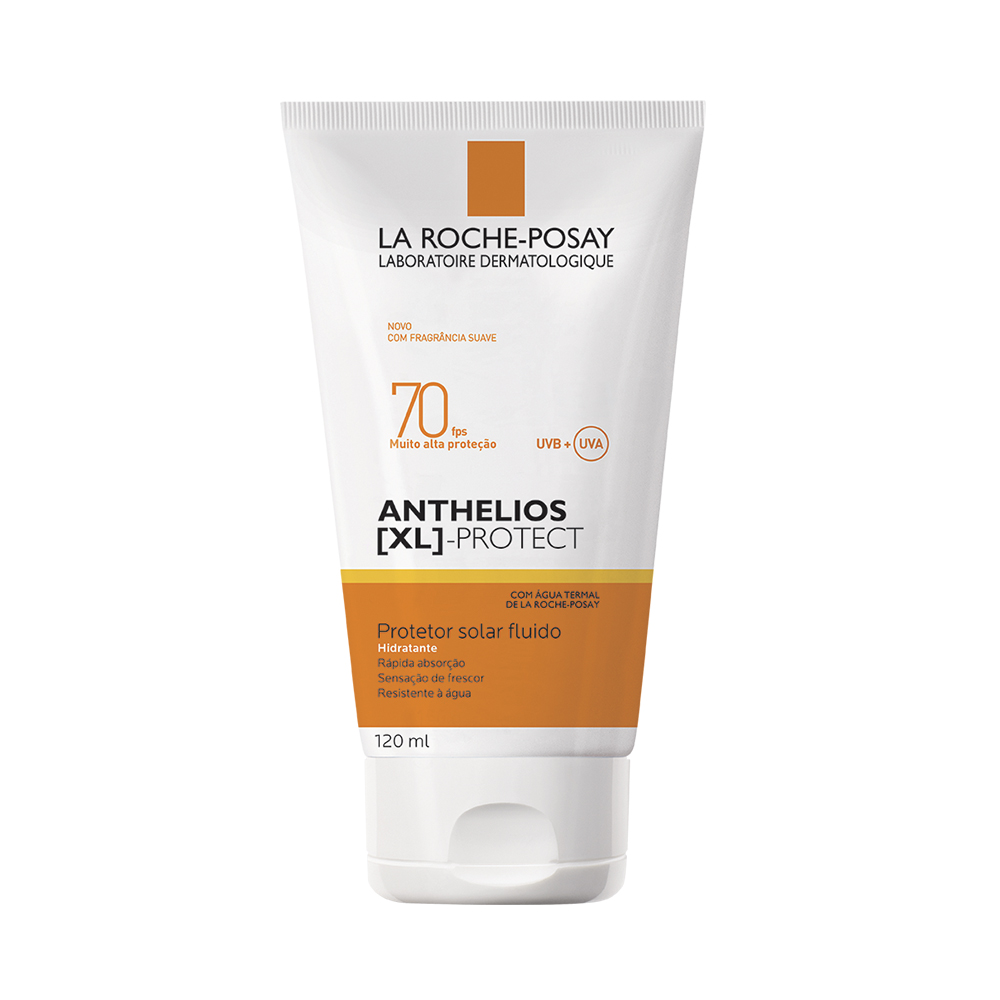 LA ROCHE-POSAY
LABORATOIRE DERMATOLOGIQUE
NOVO
COM FRAGRÂNCIA SUAVE
70 fps
Muito alta proteção
UVB + UVA
ANTHELIOS
[XL]-PROTECT
COM ÁGUA TERMAL
DE LA ROCHE-POSAY
Protetor solar fluido
Hidratante
Rápida absorção
Sensação de frescor
Resistente à água
120 ml